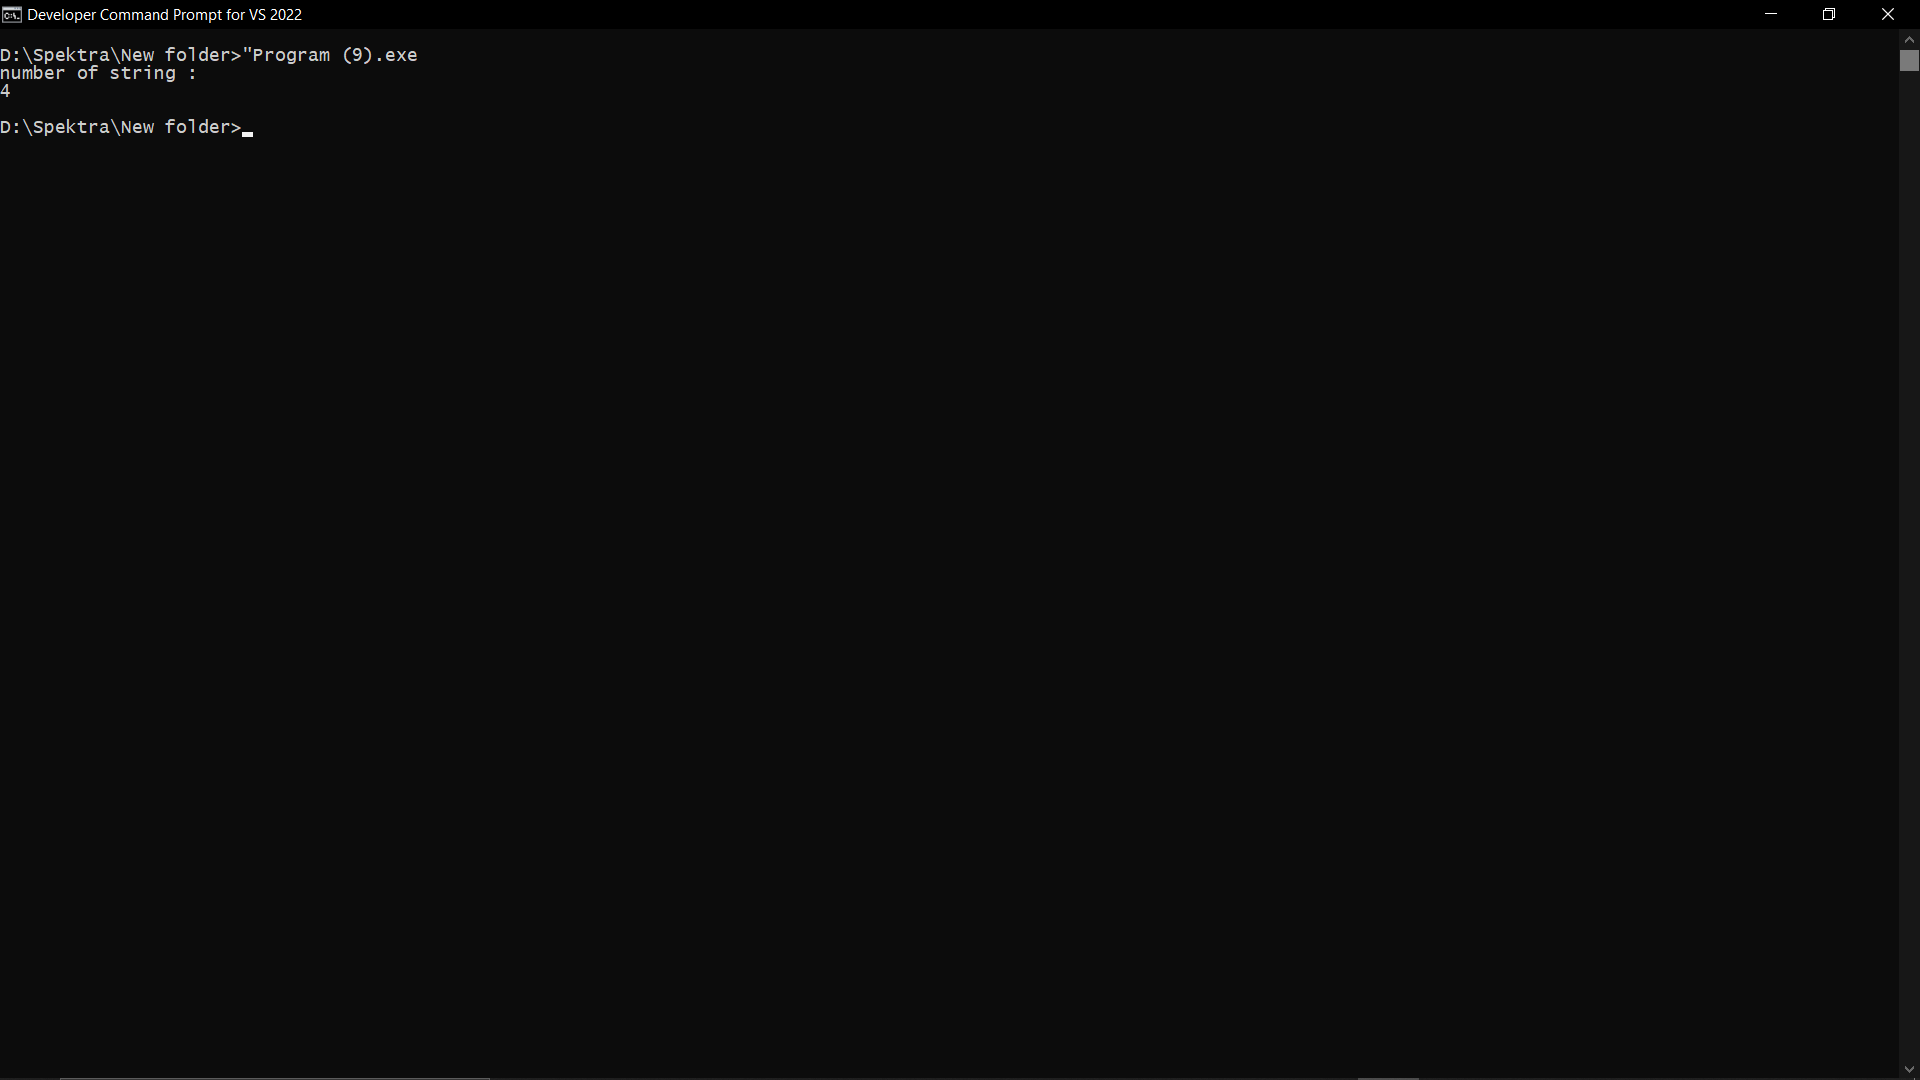 Developer Command Prompt for VS 2022
D:\Spektra\New folder>"Program (9).exe
number of string :
4
D:\Spektra\New folder>